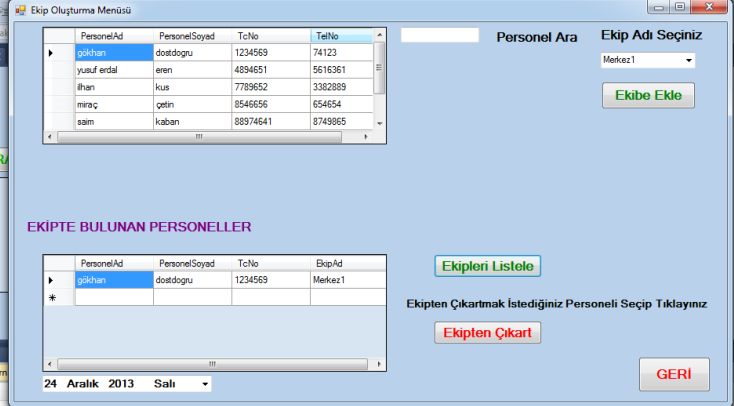 Ekip Oluşturma Menüsü
PersonelAd PersonelSoyad TcNo TelNo
gökhan dostdogru 1234569 74123
yusuf erdal eren 4894651 5616361
ilhan kus 7789652 3382889
miraç çetin 8546656 654654
saim kaban 88974641 8749865
Personel Ara
Ekip Adı Seçiniz
Merkez1
Ekibe Ekle
EKİPTE BULUNAN PERSONELLER
PersonelAd PersonelSoyad TcNo EkipAd
gökhan dostdogru 1234569 Merkez1
Ekipleri Listele
Ekipten Çıkartmak İstediğiniz Personeli Seçip Tıklayınız
Ekipten Çıkart
24 Aralık 2013 Salı
GERİ